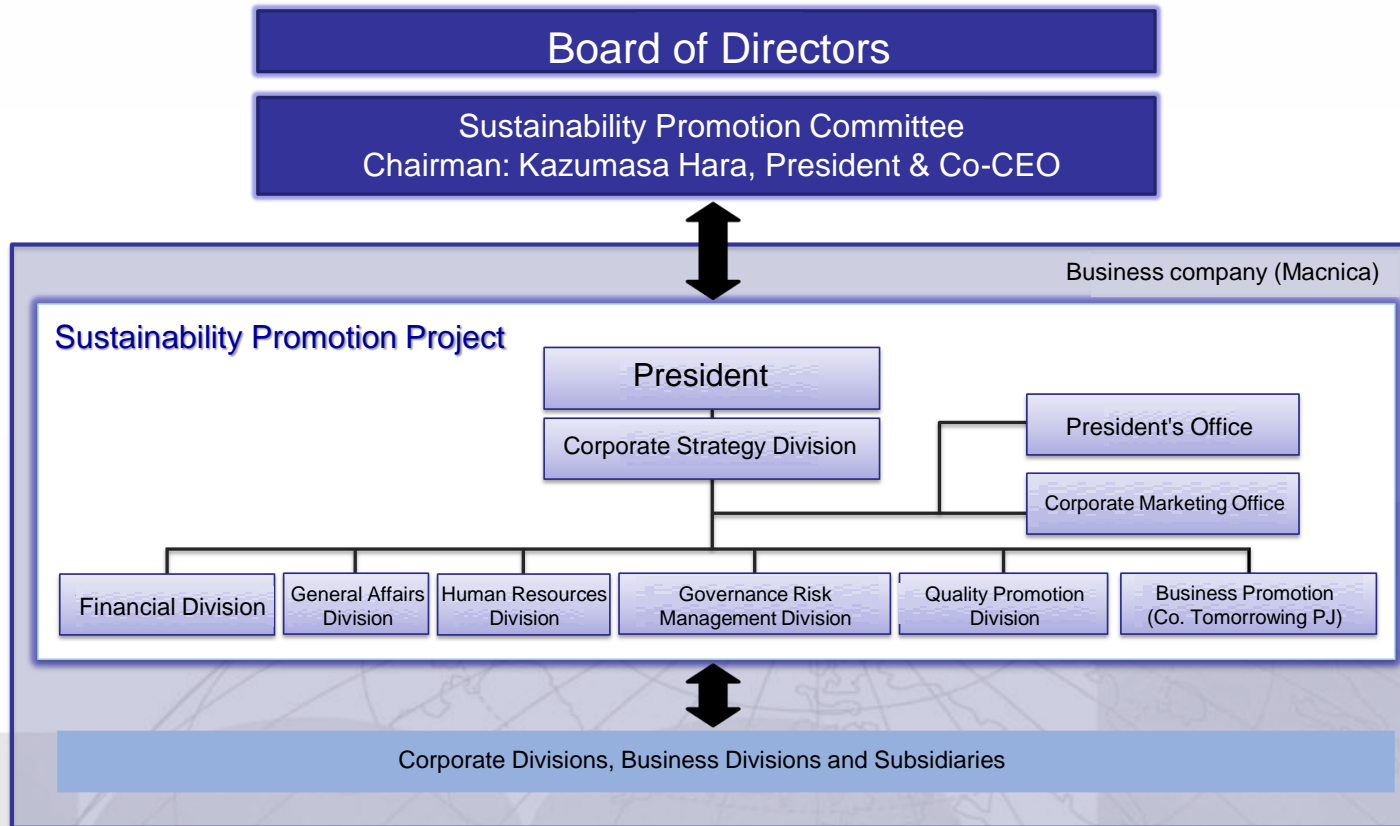 Board of Directors
Sustainability Promotion Committee
Chairman: Kazumasa Hara, President & Co-CEO
Business company (Macnica)
Sustainability Promotion Project
President
Corporate Strategy Division
President's Office
Corporate Marketing Office
Financial Division
General Affairs
Division
Human Resources
Division
Governance Risk
Management Division
Quality Promotion
Division
Business Promotion
(Co. Tomorrowing PJ)
Corporate Divisions, Business Divisions and Subsidiaries